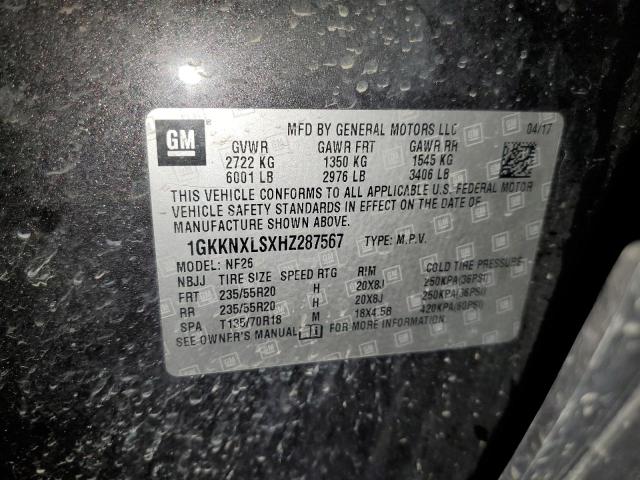 GM
MFD BY GENERAL MOTORS LLC 04/17
GVWR GAWR FRT GAWR RR
2722 KG 1350 KG 1545 KG
6001 LB 2976 LB 3406 LB
THIS VEHICLE CONFORMS TO ALL APPLICABLE U.S. FEDERAL MOTOR
VEHICLE SAFETY STANDARDS IN EFFECT ON THE DATE OF
MANUFACTURE SHOWN ABOVE.
1GKKNXLSXHZ287567 TYPE: M.P.V.
MODEL: NF26
NBJJ TIRE SIZE SPEED RTG RIM COLD TIRE PRESSURE
FRT 235/55R20 H 20X8J 250KPA(36PSI)
RR 235/55R20 H 20X8J 250KPA(36PSI)
SPA T135/70R18 M 18X4.5B 420KPA(60PSI)
SEE OWNER'S MANUAL FOR MORE INFORMATION.